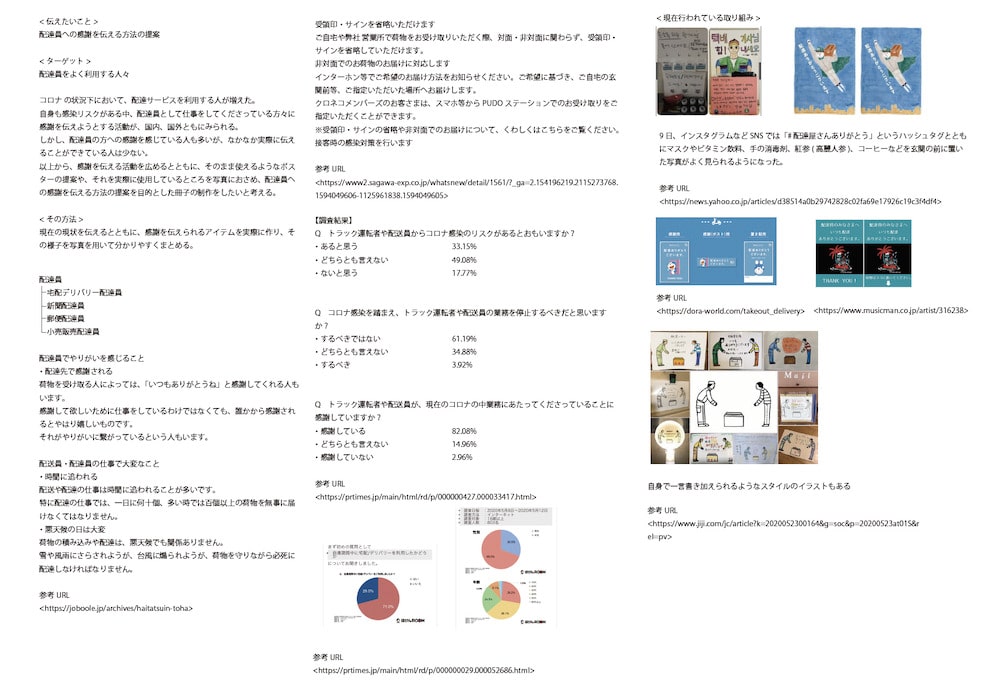 ＜伝えたいこと＞
配達員への感謝を伝える方法の提案
＜ターゲット＞
配達員をよく利用する人々
コロナの状況下において、配達サービスを利用する人が増えた。
自身も感染リスクがある中、配達員として仕事をしてくださっている方々に
感謝を伝えようとする活動が、国内、国外ともにみられる。
しかし、配達員の方への感謝を感じている人も多いが、なかなか実際に伝え
ることができている人は少ない。
以上から、感謝を伝える活動を広めるとともに、そのまま使えるようなポス
ターの提案や、それを実際に使用しているところを写真におさめ、配達員へ
の感謝を伝える方法の提案を目的とした冊子の制作をしたいと考える。
＜その方法＞
現在の現状を伝えるとともに、感謝を伝えられるアイテムを実際に作り、そ
の様子を写真を用いて分かりやすくまとめる。
配達員
宅配デリバリー配達員
新聞配達員
郵便配達員
小売販売配達員
配達員でやりがいを感じること
・配達先で感謝される
荷物を受け取る人によっては、「いつもありがとうね」と感謝してくれる人も
います。
感謝して欲しいために仕事をしているわけではなくても、誰かから感謝され
るとやはり嬉しいものです。
それがやりがいに繋がっているという人もいます。
配送員・配達員の仕事で大変なこと
・時間に追われる
配送や配達の仕事は時間に追われることが多いです。
特に配達の仕事では、一日に何十個、多い時では百個以上の荷物を無事に届
けなくてはなりません。
・悪天候の日は大変
荷物の積み込みや配達は、悪天候でも関係ありません。
雪や風雨にさらされようが、台風に煽られようが、荷物を守りながら必死に
配達しなければなりません。
参考 URL
<https://joboole.jp/archives/haitatsuin-toha>
受領印・サインを省略いただけます
ご自宅や弊社営業所で荷物をお受け取りいただく際、対面・非対面に関わらず、受領印・
サインを省略していただけます。
非対面でのお荷物のお届けに対応します
インターホン等でご希望のお届け方法をお知らせください。ご希望に基づき、ご自宅の玄
関前等、ご指定いただいた場所へお届けします。
クロネコメンバーズのお客さまは、スマホ等から PUDO ステーションでのお受け取りをご
指定いただくことができます。
※受領印・サインの省略や非対面でのお届けについて、くわしくはこちらをご覧ください。
接客時の感染対策を行います
参考 URL
<https://www2.sagawa-exp.co.jp/whatsnew/detail/1561/?_ga=2.154196219.2115273768.
1594049606-1125961838.1594049605>
【調査結果】
Q　トラック運転者や配送員からコロナ感染のリスクがあるとおもいますか？
・あると思う 33.15%
・どちらとも言えない 49.08%
・ないと思う 17.77%
Q　コロナ感染を踏まえ、トラック運転者や配送員の業務を停止するべきだと思います
か？
・するべきではない 61.19%
・どちらとも言えない 34.88%
・するべき 3.92%
Q　トラック運転者や配送員が、現在のコロナの中業務にあたってくださっていることに
感謝していますか？
・感謝している 82.08%
・どちらとも言えない 14.96%
・感謝していない 2.96%
参考 URL
<https://prtimes.jp/main/html/rd/p/000000427.000033417.html>
まず初めの質問として
についてお聞きしました。
参考 URL
<https://prtimes.jp/main/html/rd/p/000000029.000052686.html>
＜現在行われている取り組み＞
9 日、インスタグラムなど SNS では「# 配達屋さんありがとう」というハッシュタグととも
にマスクやビタミン飲料、手の消毒剤、紅参 ( 高麗人参 )、コーヒーなどを玄関の前に置い
た写真がよく見られるようになった。
参考 URL
<https://news.yahoo.co.jp/articles/d38514a0b29742828c02fa69e17926c19c3f4df4>
THANK YOU !
参考 URL
<https://dora-world.com/takeout_delivery>
<https://www.musicman.co.jp/artist/316238>
Mail
自身で一言書き加えられるようなスタイルのイラストもある
参考 URL
<https://www.jiji.com/jc/article?k=2020052300164&g=soc&p=20200523at01S&r
el=pv>